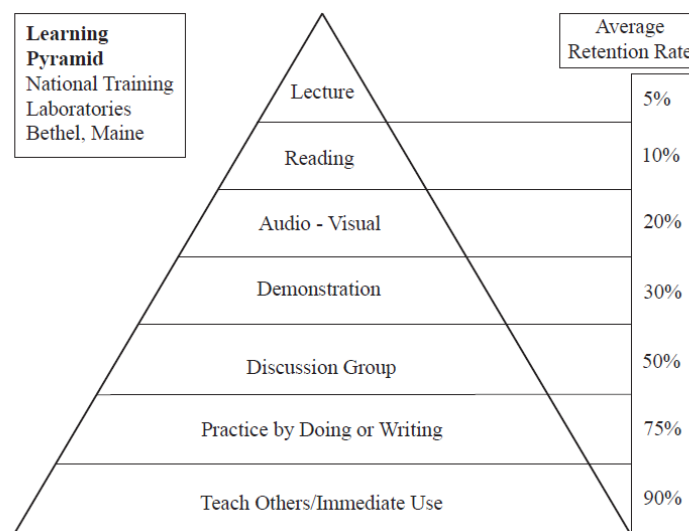 Learning
Pyramid
National Training
Laboratories
Bethel, Maine
Average
Retention Rate
Lecture
5%
Reading
10%
Audio - Visual
20%
Demonstration
30%
Discussion Group
50%
Practice by Doing or Writing
75%
Teach Others/Immediate Use
90%